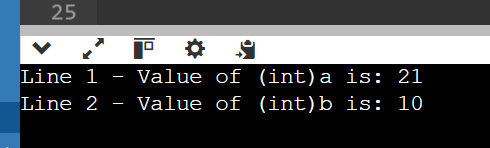 25
Line 1 – Value of (int)a is: 21
Line 2 – Value of (int)b is: 10